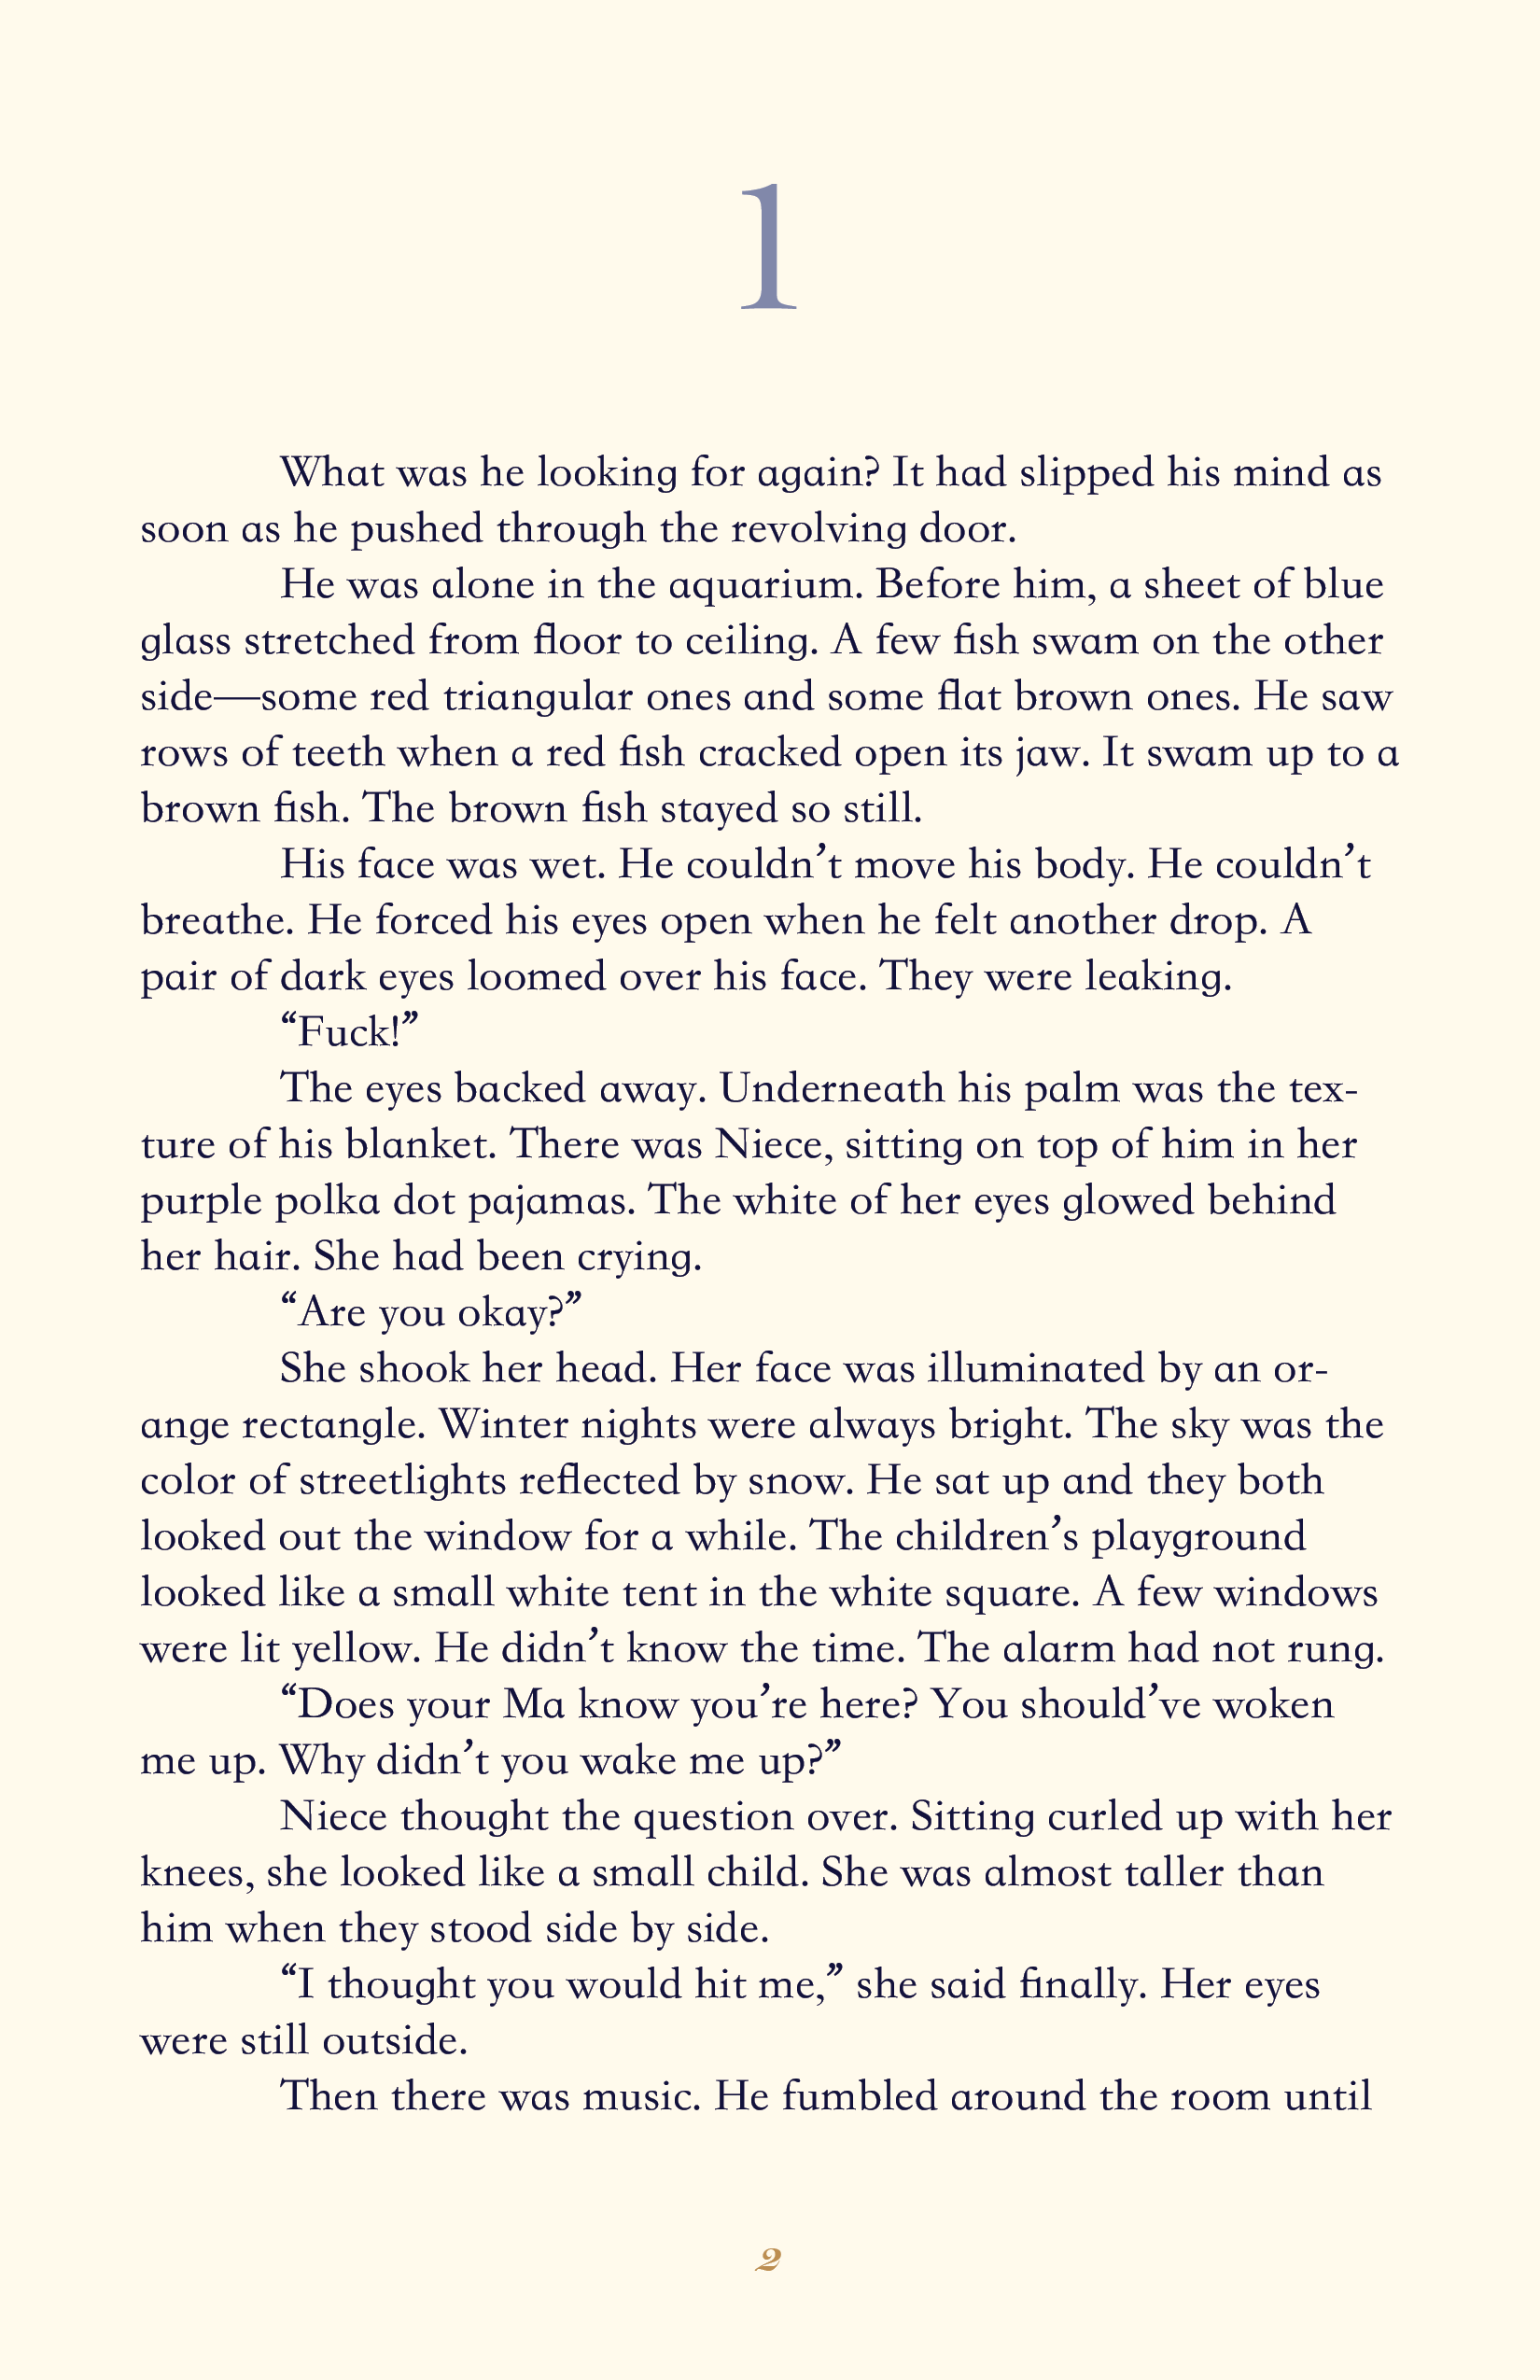 1
What was he looking for again? It had slipped his mind as
soon as he pushed through the revolving door.
He was alone in the aquarium. Before him, a sheet of blue
glass stretched from floor to ceiling. A few fish swam on the other
side—some red triangular ones and some flat brown ones. He saw
rows of teeth when a red fish cracked open its jaw. It swam up to a
brown fish. The brown fish stayed so still.
His face was wet. He couldn’t move his body. He couldn’t
breathe. He forced his eyes open when he felt another drop. A
pair of dark eyes loomed over his face. They were leaking.
“Fuck!”
The eyes backed away. Underneath his palm was the tex-
ture of his blanket. There was Niece, sitting on top of him in her
purple polka dot pajamas. The white of her eyes glowed behind
her hair. She had been crying.
“Are you okay?”
She shook her head. Her face was illuminated by an or-
ange rectangle. Winter nights were always bright. The sky was the
color of streetlights reflected by snow. He sat up and they both
looked out the window for a while. The children’s playground
looked like a small white tent in the white square. A few windows
were lit yellow. He didn’t know the time. The alarm had not rung.
“Does your Ma know you’re here? You should’ve woken
me up. Why didn’t you wake me up?”
Niece thought the question over. Sitting curled up with her
knees, she looked like a small child. She was almost taller than
him when they stood side by side.
“I thought you would hit me,” she said finally. Her eyes
were still outside.
Then there was music. He fumbled around the room until
2